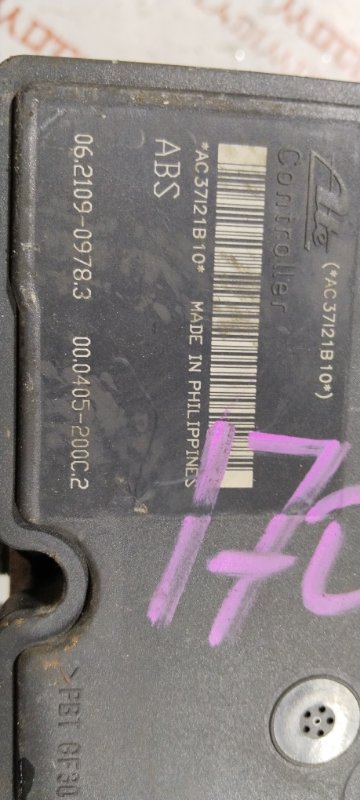 Ate (*AC37121B10*)
Controller
*AC37121B10* MADE IN PHILIPPINES
ABS
06.2109-0978.3 00.0405-200C.2
170
>PBT GF30